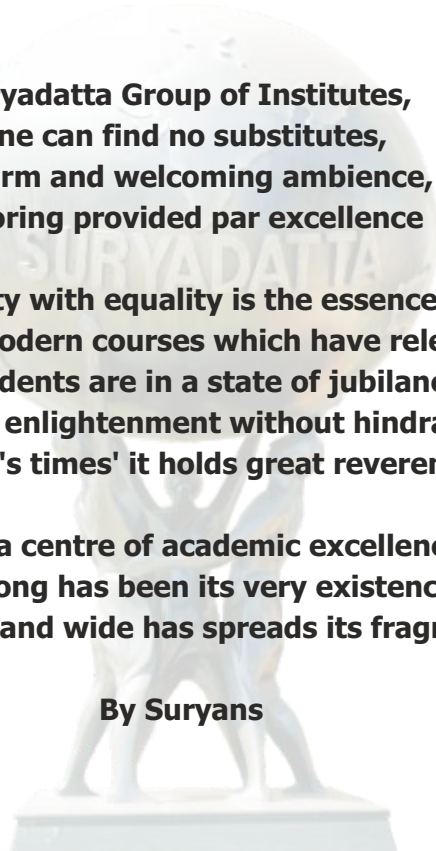 yadatta Group of Institutes,
ne can find no substitutes,
rm and welcoming ambience,
oring provided par excellence
SURYADATTA
ty with equality is the essence
odern courses which have rele
dents are in a state of jubilanc
enlightenment without hindra
's times' it holds great reveren
a centre of academic excellenc
ong has been its very existenc
and wide has spreads its fragr
By Suryans